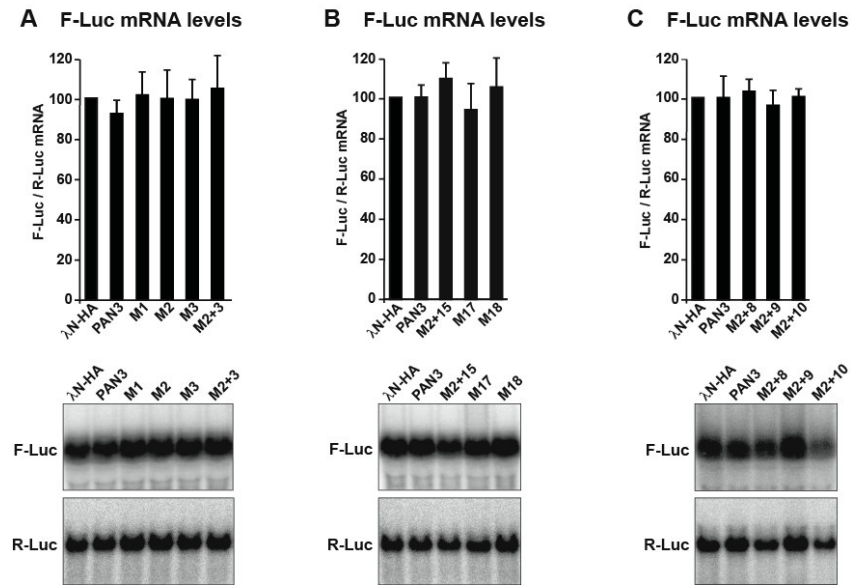 A F-Luc mRNA levels
F-Luc / R-Luc mRNA
120
100
80
60
40
20
0
λN-HA
PAN3
M1
M2
M3
M2+3
λN-HA
PAN3
M1
M2
M3
M2+3
F-Luc
R-Luc
B F-Luc mRNA levels
F-Luc / R-Luc mRNA
120
100
80
60
40
20
0
λN-HA
PAN3
M2+15
M17
M18
λN-HA
PAN3
M2+15
M17
M18
F-Luc
R-Luc
C F-Luc mRNA levels
F-Luc / R-Luc mRNA
120
100
80
60
40
20
0
λN-HA
PAN3
M2+8
M2+9
M2+10
λN-HA
PAN3
M2+8
M2+9
M2+10
F-Luc
R-Luc